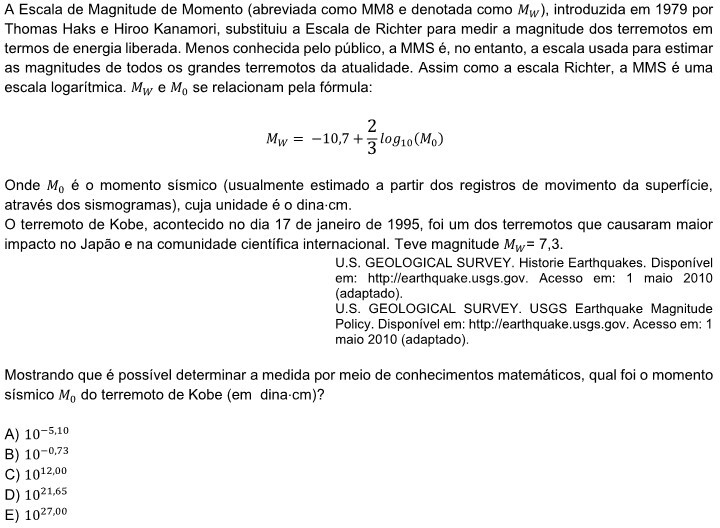 A Escala de Magnitude de Momento (abreviada como MM8 e denotada como M_W), introduzida em 1979 por
Thomas Haks e Hiroo Kanamori, substituiu a Escala de Richter para medir a magnitude dos terremotos em
termos de energia liberada. Menos conhecida pelo público, a MMS é, no entanto, a escala usada para estimar
as magnitudes de todos os grandes terremotos da atualidade. Assim como a escala Richter, a MMS é uma
escala logarítmica. M_W e M_0 se relacionam pela fórmula:
M_W = −10,7 + 2/3 log_10(M_0)
Onde M_0 é o momento sísmico (usualmente estimado a partir dos registros de movimento da superfície,
através dos sismogramas), cuja unidade é o dina·cm.
O terremoto de Kobe, acontecido no dia 17 de janeiro de 1995, foi um dos terremotos que causaram maior
impacto no Japão e na comunidade científica internacional. Teve magnitude M_W= 7,3.
U.S. GEOLOGICAL SURVEY. Historie Earthquakes. Disponível
em: http://earthquake.usgs.gov. Acesso em: 1 maio 2010
(adaptado).
U.S. GEOLOGICAL SURVEY. USGS Earthquake Magnitude
Policy. Disponível em: http://earthquake.usgs.gov. Acesso em: 1
maio 2010 (adaptado).
Mostrando que é possível determinar a medida por meio de conhecimentos matemáticos, qual foi o momento
sísmico M_0 do terremoto de Kobe (em dina·cm)?
A) 10^−5,10
B) 10^−0,73
C) 10^12,00
D) 10^21,65
E) 10^27,00